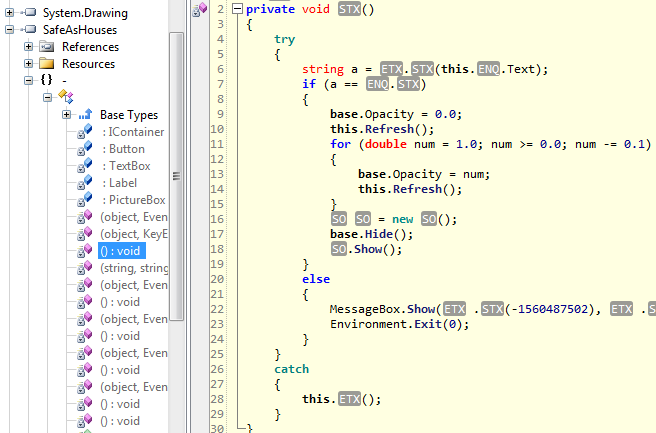 System.Drawing
SafeAsHouses
References
Resources
{} -
Base Types
: IContainer
: Button
: TextBox
: Label
: PictureBox
(object, Even
(object, KeyE
() : void
(string, string
(object, Even
() : void
(object, Even
() : void
(object, Even
() : void
(object, Even
() : void
() : void
2 private void STX()
3 {
4 try
5 {
6 string a = ETX.STX(this.ENQ.Text);
7 if (a == ENQ.STX)
8 {
9 base.Opacity = 0.0;
10 this.Refresh();
11 for (double num = 1.0; num >= 0.0; num -= 0.1)
12 {
13 base.Opacity = num;
14 this.Refresh();
15 }
16 SO SO = new SO();
17 base.Hide();
18 SO.Show();
19 }
20 else
21 {
22 MessageBox.Show(ETX .STX(-1560487502), ETX .S
23 Environment.Exit(0);
24 }
25 }
26 catch
27 {
28 this.ETX();
29 }
30 }